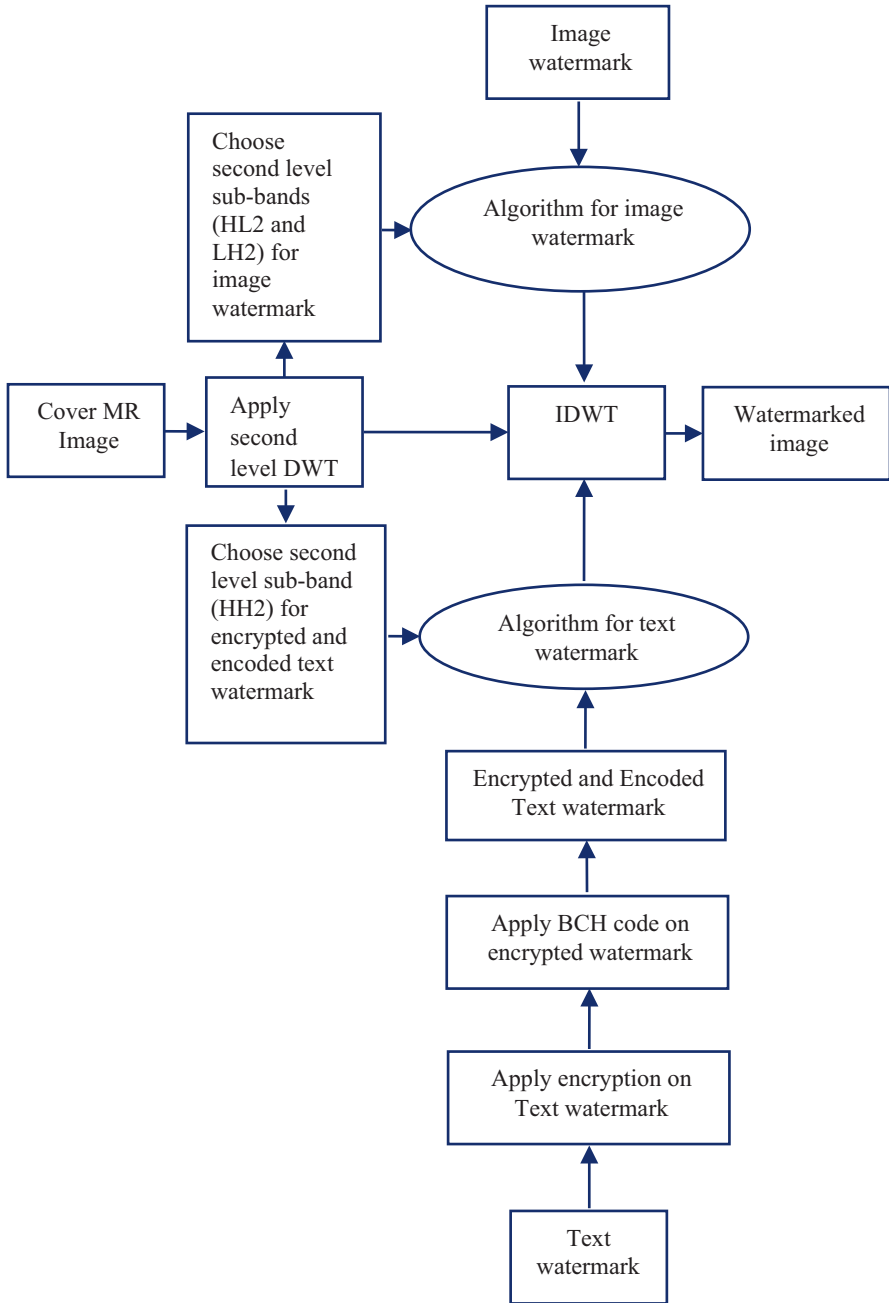 Image
watermark
Choose
second level
sub-bands
(HL2 and
LH2) for
image
watermark
Algorithm for image
watermark
Cover MR
Image
Apply
second
level DWT
IDWT
Watermarked
image
Choose second
level sub-band
(HH2) for
encrypted and
encoded text
watermark
Algorithm for text
watermark
Encrypted and Encoded
Text watermark
Apply BCH code on
encrypted watermark
Apply encryption on
Text watermark
Text
watermark